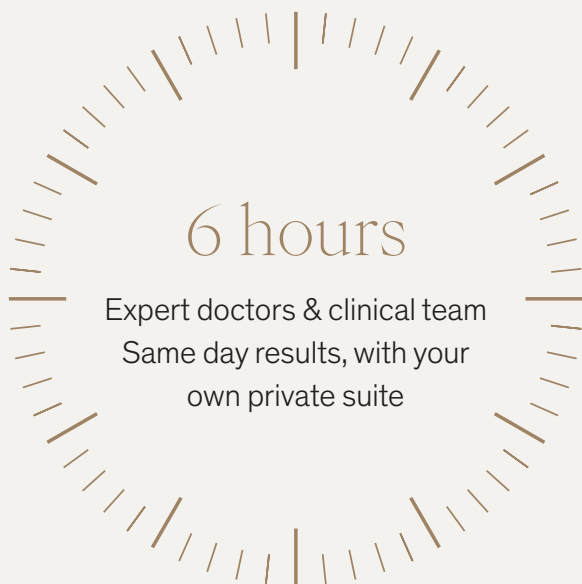 6 hours
Expert doctors & clinical team
Same day results, with your
own private suite